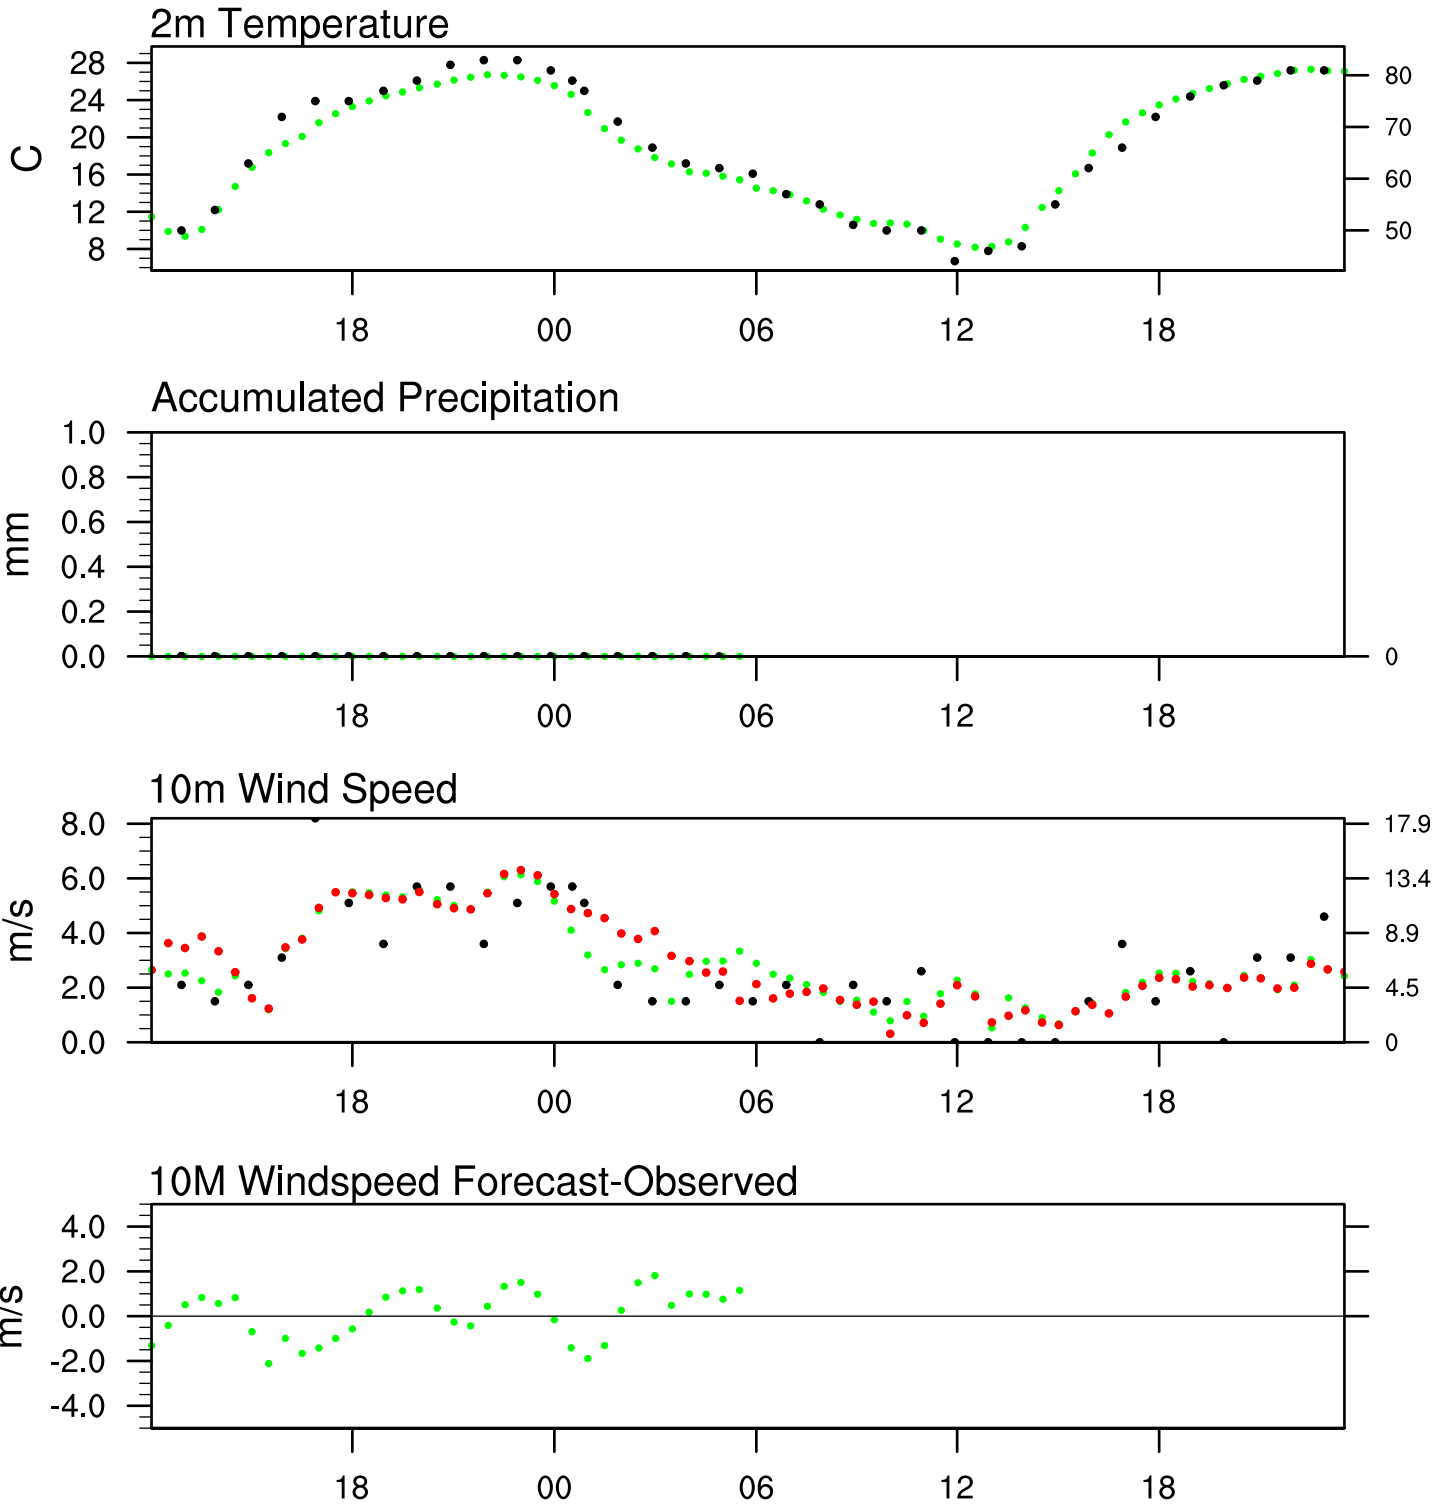 2m Temperature
28
24
20
16
12
8
C
80
70
60
50
18 00 06 12 18
Accumulated Precipitation
1.0
0.8
0.6
0.4
0.2
0.0
mm
0
18 00 06 12 18
10m Wind Speed
8.0
6.0
4.0
2.0
0.0
m/s
17.9
13.4
8.9
4.5
0
18 00 06 12 18
10M Windspeed Forecast-Observed
4.0
2.0
0.0
-2.0
-4.0
m/s
18 00 06 12 18